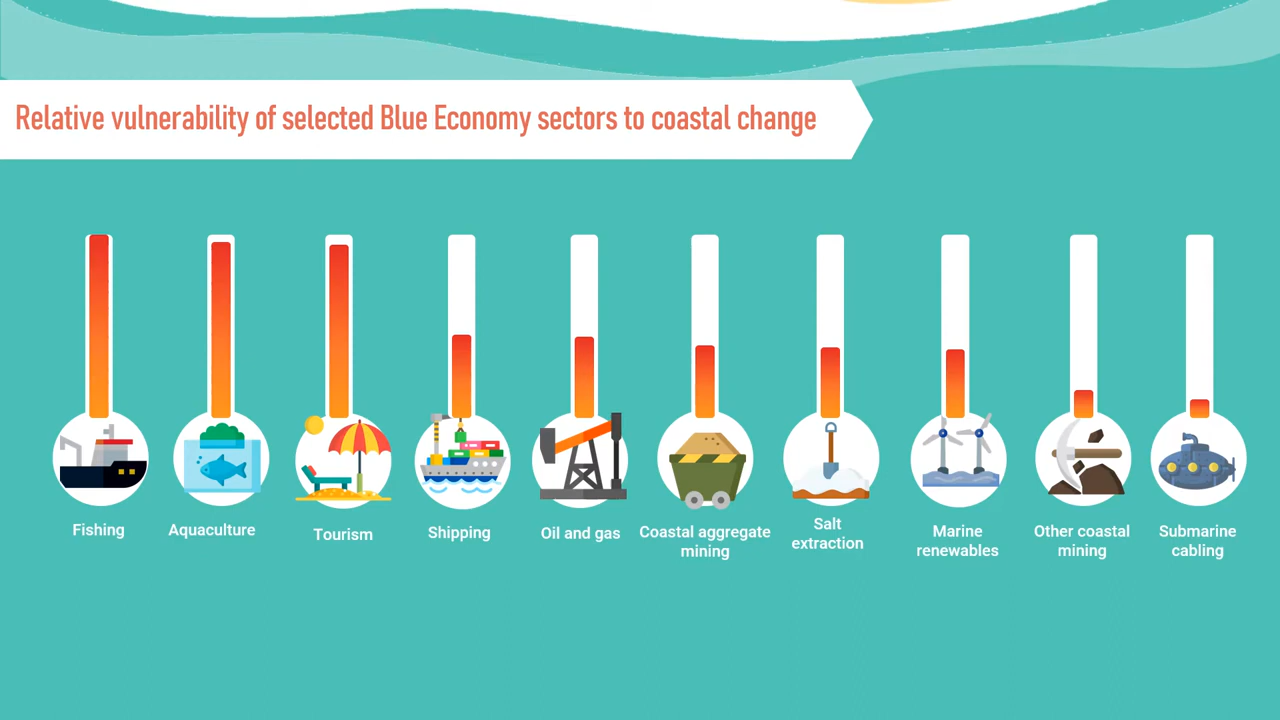 Relative vulnerability of selected Blue Economy sectors to coastal change
Fishing
Aquaculture
Tourism
Shipping
Oil and gas
Coastal aggregate
mining
Salt
extraction
Marine
renewables
Other coastal
mining
Submarine
cabling